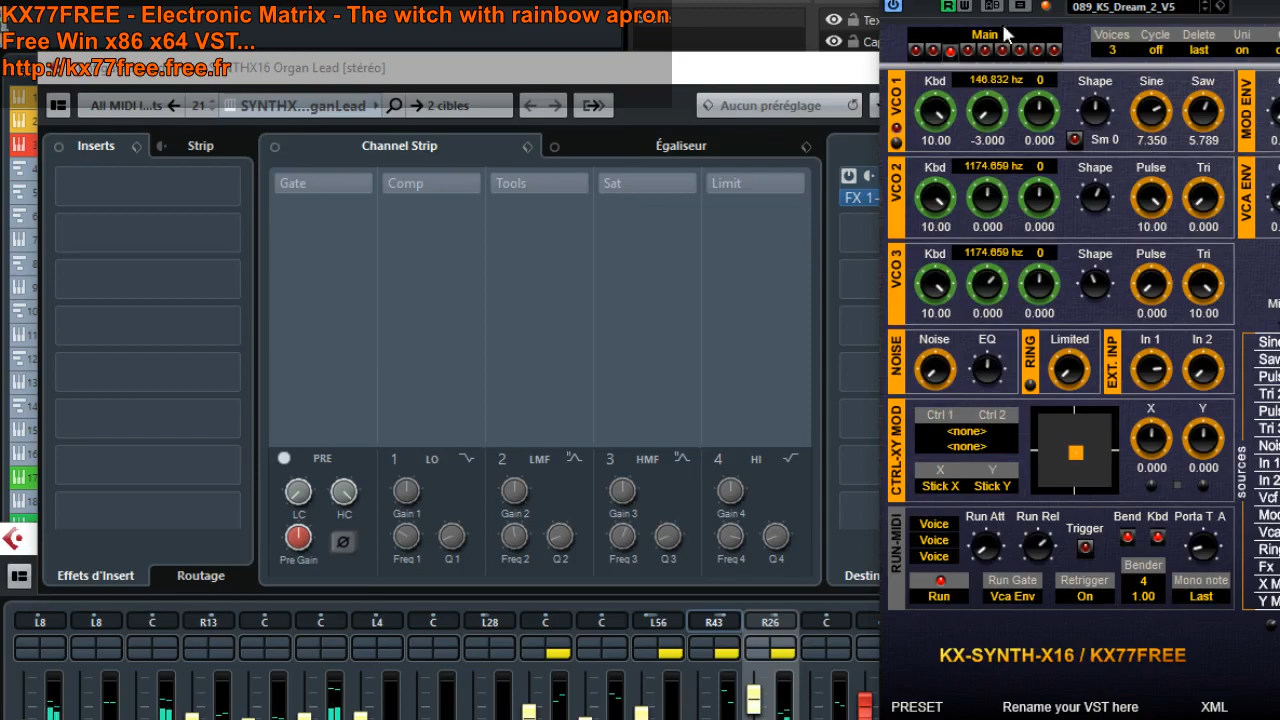 KX77FREE - Electronic Matrix - The witch with rainbow apron
Free Win x86 x64 VST...
http://kx77free.free.fr
SYNTHX16 Organ Lead [stéréo]
21 SYNTHX...ganLead 2 cibles
Aucun préréglage
Inserts Strip Channel Strip Égaliseur
Gate Comp Tools Sat Limit
FX 1-
PRE 1 LO 2 LMF 3 HMF 4 HI
LC HC Gain 1 Gain 2 Gain 3 Gain 4
Pre Gain Freq 1 Q 1 Freq 2 Q 2 Freq 3 Q 3 Freq 4 Q 4
Effets d'Insert Routage Destin
L8 L8 C R13 C L4 C L28 C C L56 R43 R26 C
089_KS_Dream_2_V5
Main
Voices Cycle Delete Uni
3 off last on
VCO 1
Kbd 146.832 hz 0 Shape Sine Saw
10.00 -3.000 0.000 Sm 0 7.350 5.789
MOD ENV
VCO 2
Kbd 1174.659 hz 0 Shape Pulse Tri
10.00 0.000 0.000 10.00 0.000
VCA ENV
VCO 3
Kbd 1174.659 hz 0 Shape Pulse Tri
10.00 0.000 0.000 0.000 10.00
NOISE Noise EQ RING Limited EXT. INP In 1 In 2
CTRL-XY MOD
Ctrl 1 Ctrl 2
<none>
<none>
X Y
Stick X Stick Y
X Y
0.000 0.000
sources
RUN-MIDI
Voice
Voice
Voice
Run Att Run Rel Trigger Bend Kbd Porta T A
Bender
Run Gate Retrigger 4 Mono note
Run Vca Env On 1.00 Last
KX-SYNTH-X16 / KX77FREE
PRESET Rename your VST here XML